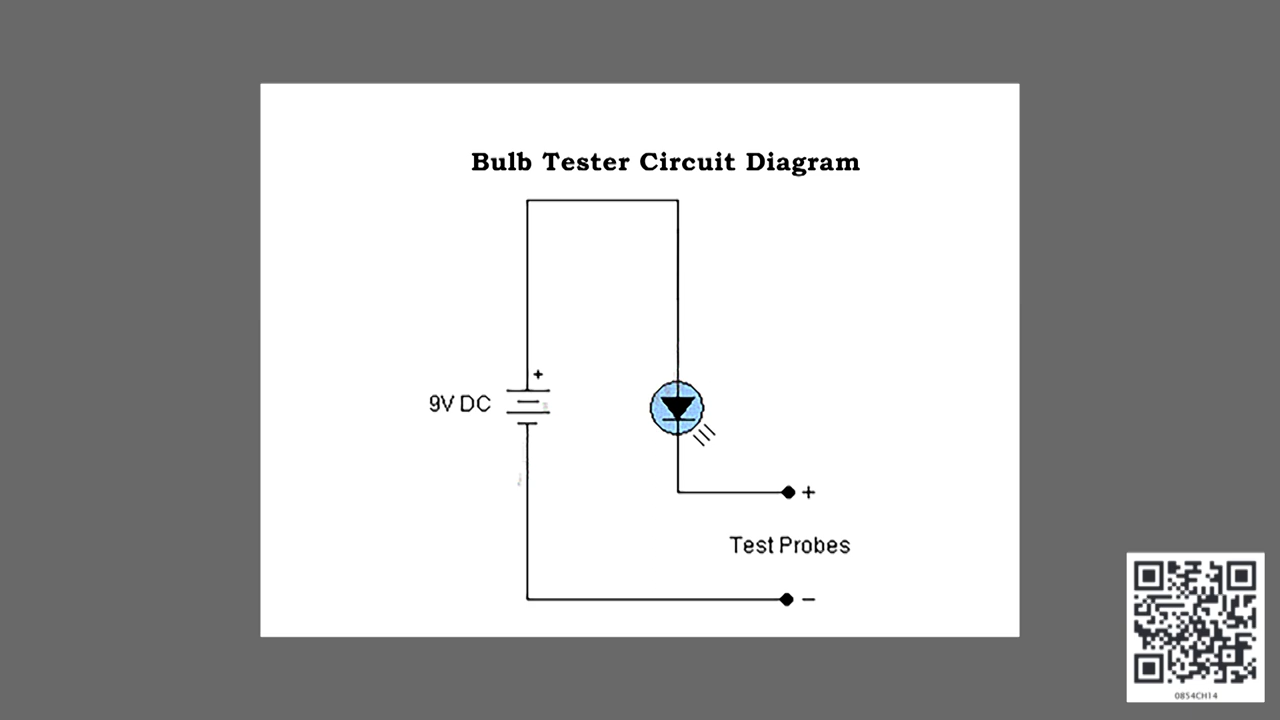 Bulb Tester Circuit Diagram
+
9V DC
+
Test Probes
−
0854CH14